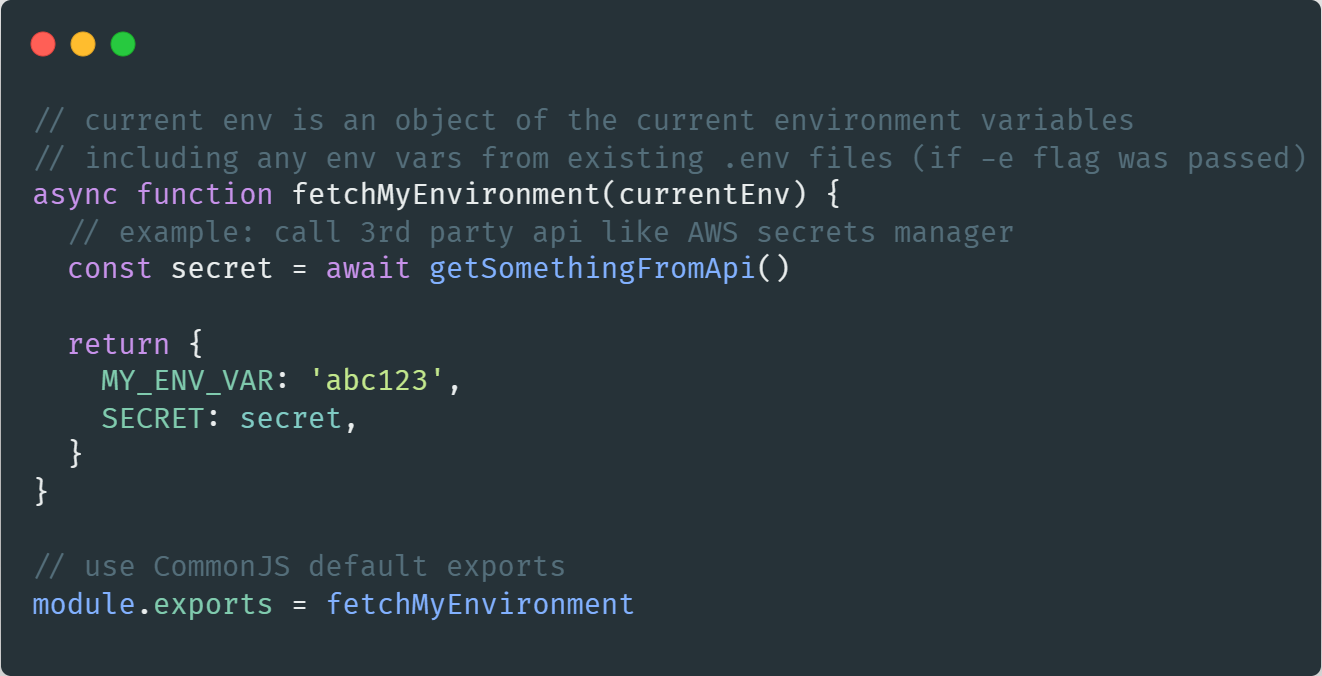 // current env is an object of the current environment variables
// including any env vars from existing .env files (if -e flag was passed)
async function fetchMyEnvironment(currentEnv) {
  // example: call 3rd party api like AWS secrets manager
  const secret = await getSomethingFromApi()

  return {
    MY_ENV_VAR: 'abc123',
    SECRET: secret,
  }
}

// use CommonJS default exports
module.exports = fetchMyEnvironment